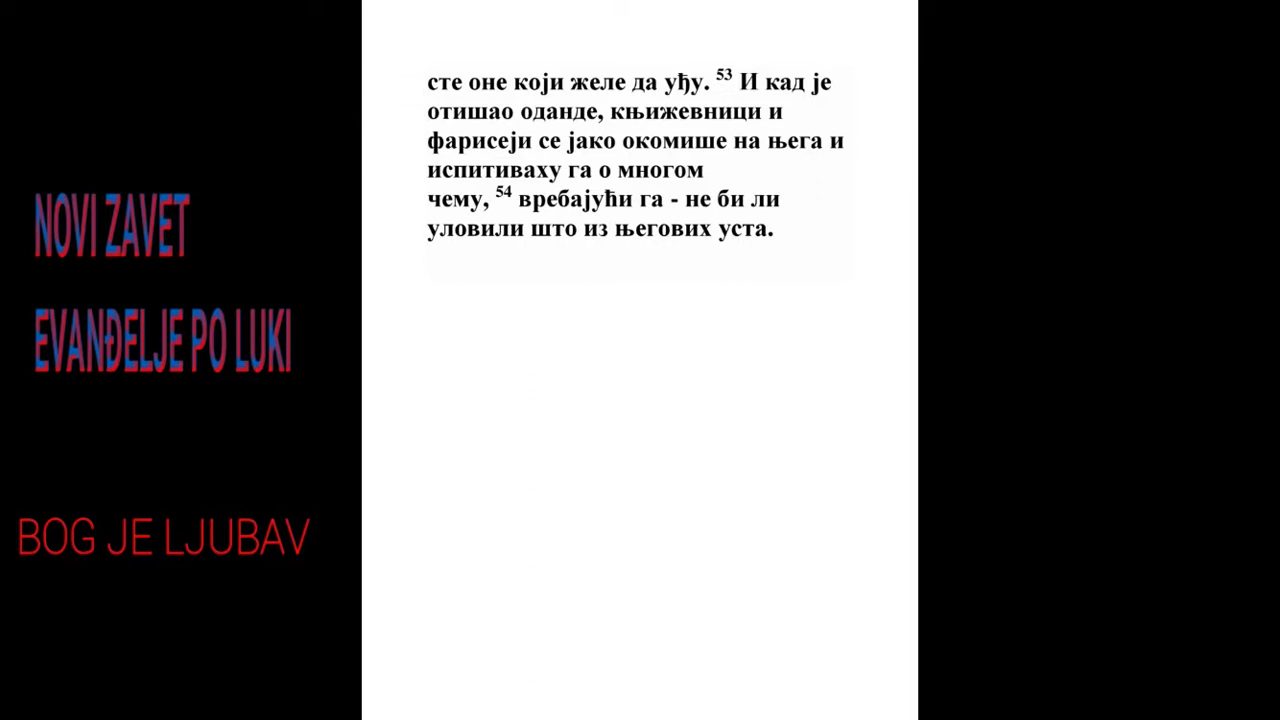 NOVI ZAVET
EVANĐELJE PO LUKI
BOG JE LJUBAV
сте оне који желе да уђу. 53 И кад је
отишао оданде, књижевници и
фарисеји се јако окомише на њега и
испитиваху га о многом
чему, 54 вребајући га - не би ли
уловили што из његових уста.